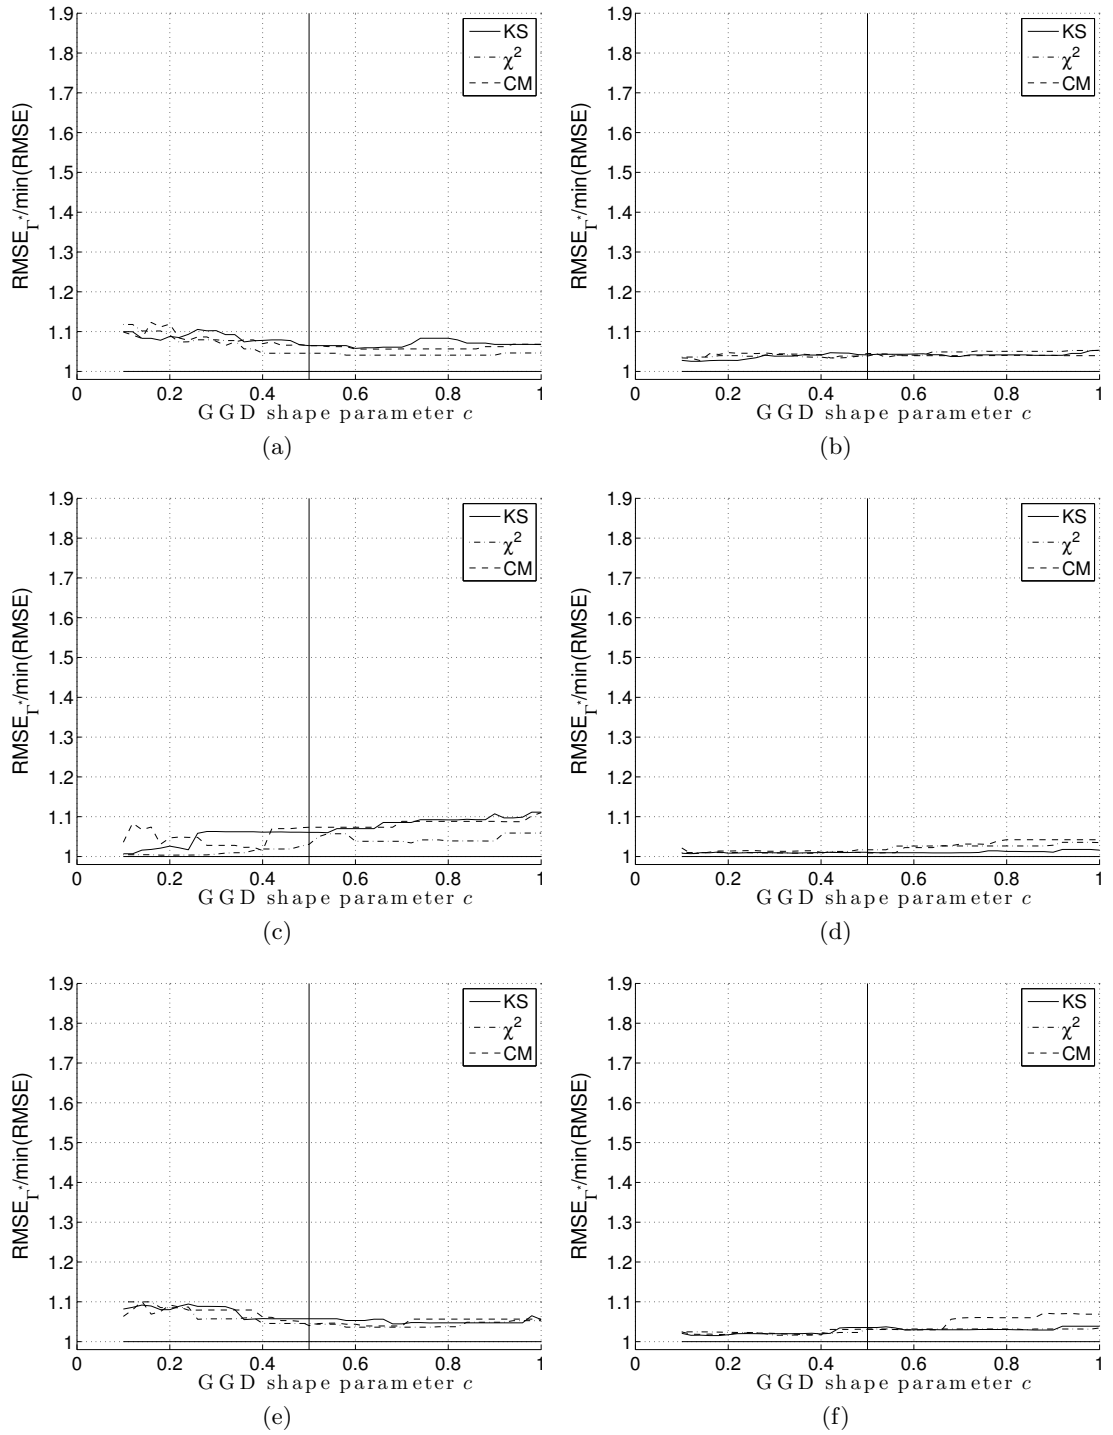 1.9
1.8
1.7
1.6
1.5
1.4
1.3
1.2
1.1
1
RMSE_Γ*/min(RMSE)
KS
χ²
CM
0 0.2 0.4 0.6 0.8 1
GGD shape parameter c
(a)
1.9
1.8
1.7
1.6
1.5
1.4
1.3
1.2
1.1
1
RMSE_Γ*/min(RMSE)
KS
χ²
CM
0 0.2 0.4 0.6 0.8 1
GGD shape parameter c
(b)
1.9
1.8
1.7
1.6
1.5
1.4
1.3
1.2
1.1
1
RMSE_Γ*/min(RMSE)
KS
χ²
CM
0 0.2 0.4 0.6 0.8 1
GGD shape parameter c
(c)
1.9
1.8
1.7
1.6
1.5
1.4
1.3
1.2
1.1
1
RMSE_Γ*/min(RMSE)
KS
χ²
CM
0 0.2 0.4 0.6 0.8 1
GGD shape parameter c
(d)
1.9
1.8
1.7
1.6
1.5
1.4
1.3
1.2
1.1
1
RMSE_Γ*/min(RMSE)
KS
χ²
CM
0 0.2 0.4 0.6 0.8 1
GGD shape parameter c
(e)
1.9
1.8
1.7
1.6
1.5
1.4
1.3
1.2
1.1
1
RMSE_Γ*/min(RMSE)
KS
χ²
CM
0 0.2 0.4 0.6 0.8 1
GGD shape parameter c
(f)